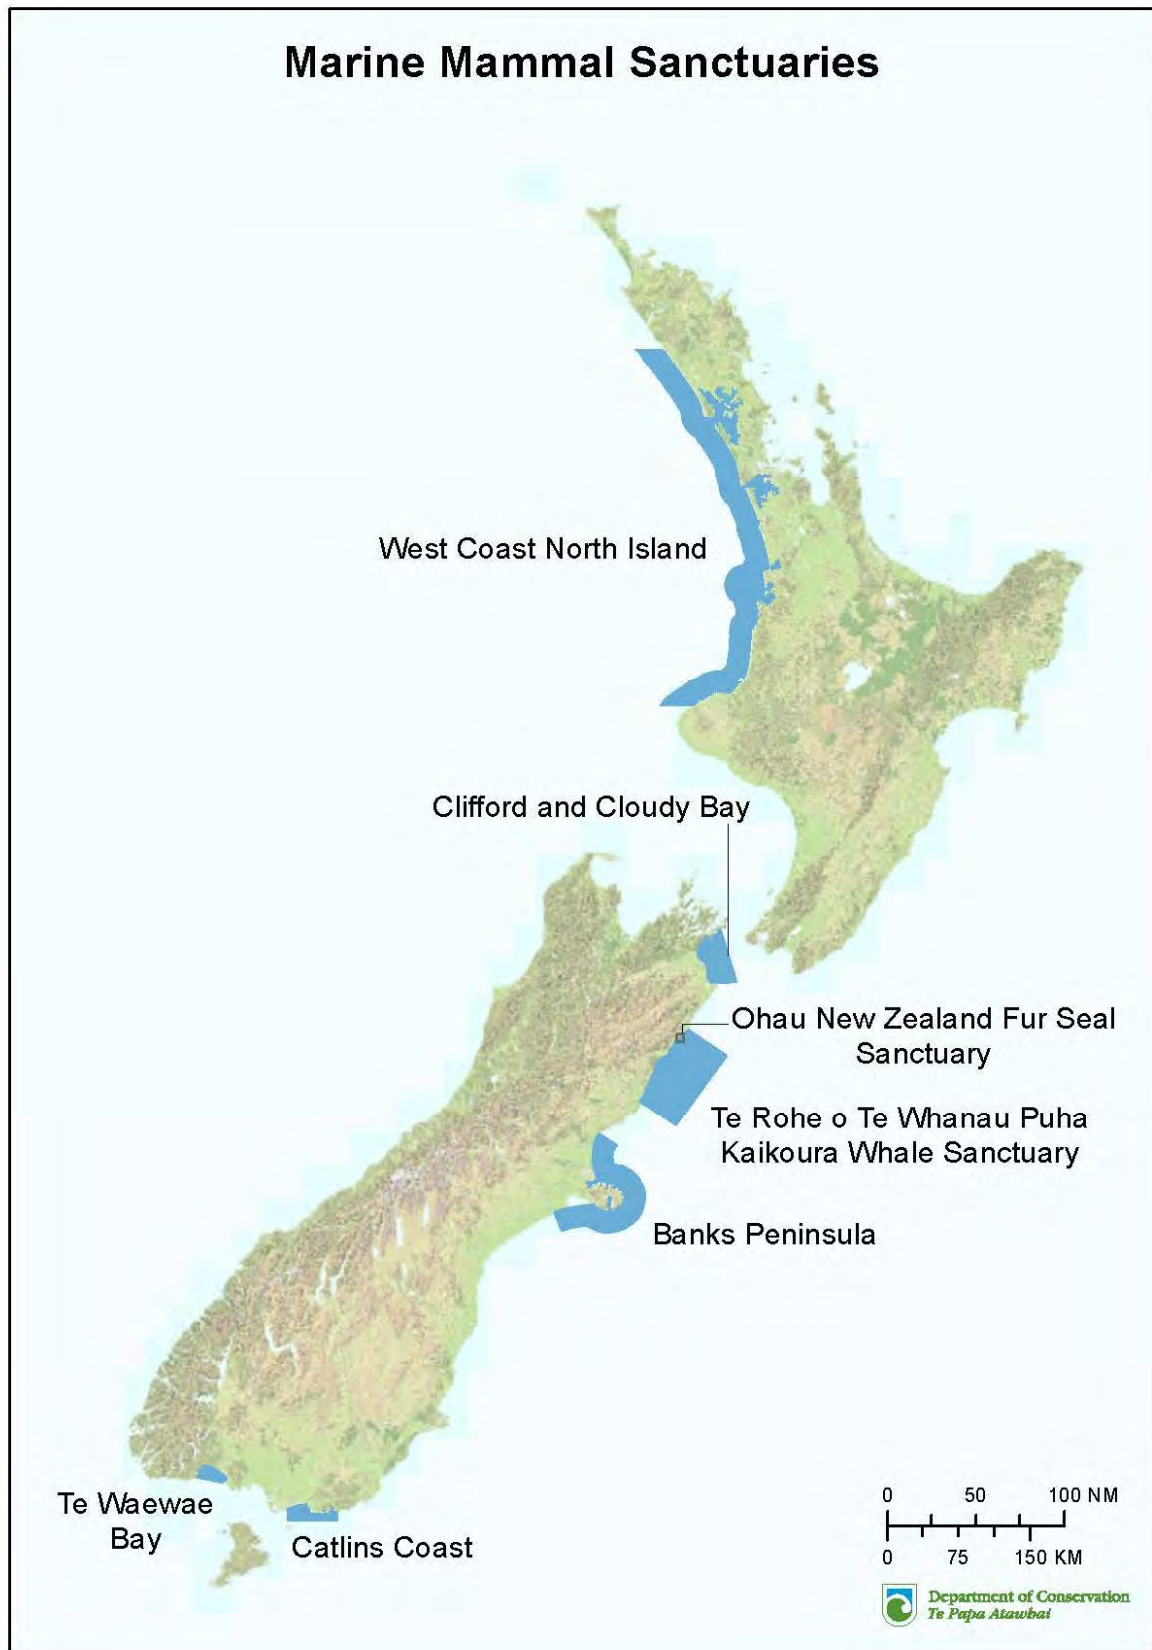 Marine Mammal Sanctuaries
West Coast North Island
Clifford and Cloudy Bay
Ohau New Zealand Fur Seal
Sanctuary
Te Rohe o Te Whanau Puha
Kaikoura Whale Sanctuary
Banks Peninsula
Te Waewae
Bay
Catlins Coast
0 50 100 NM
0 75 150 KM
Department of Conservation
Te Papa Atawbai